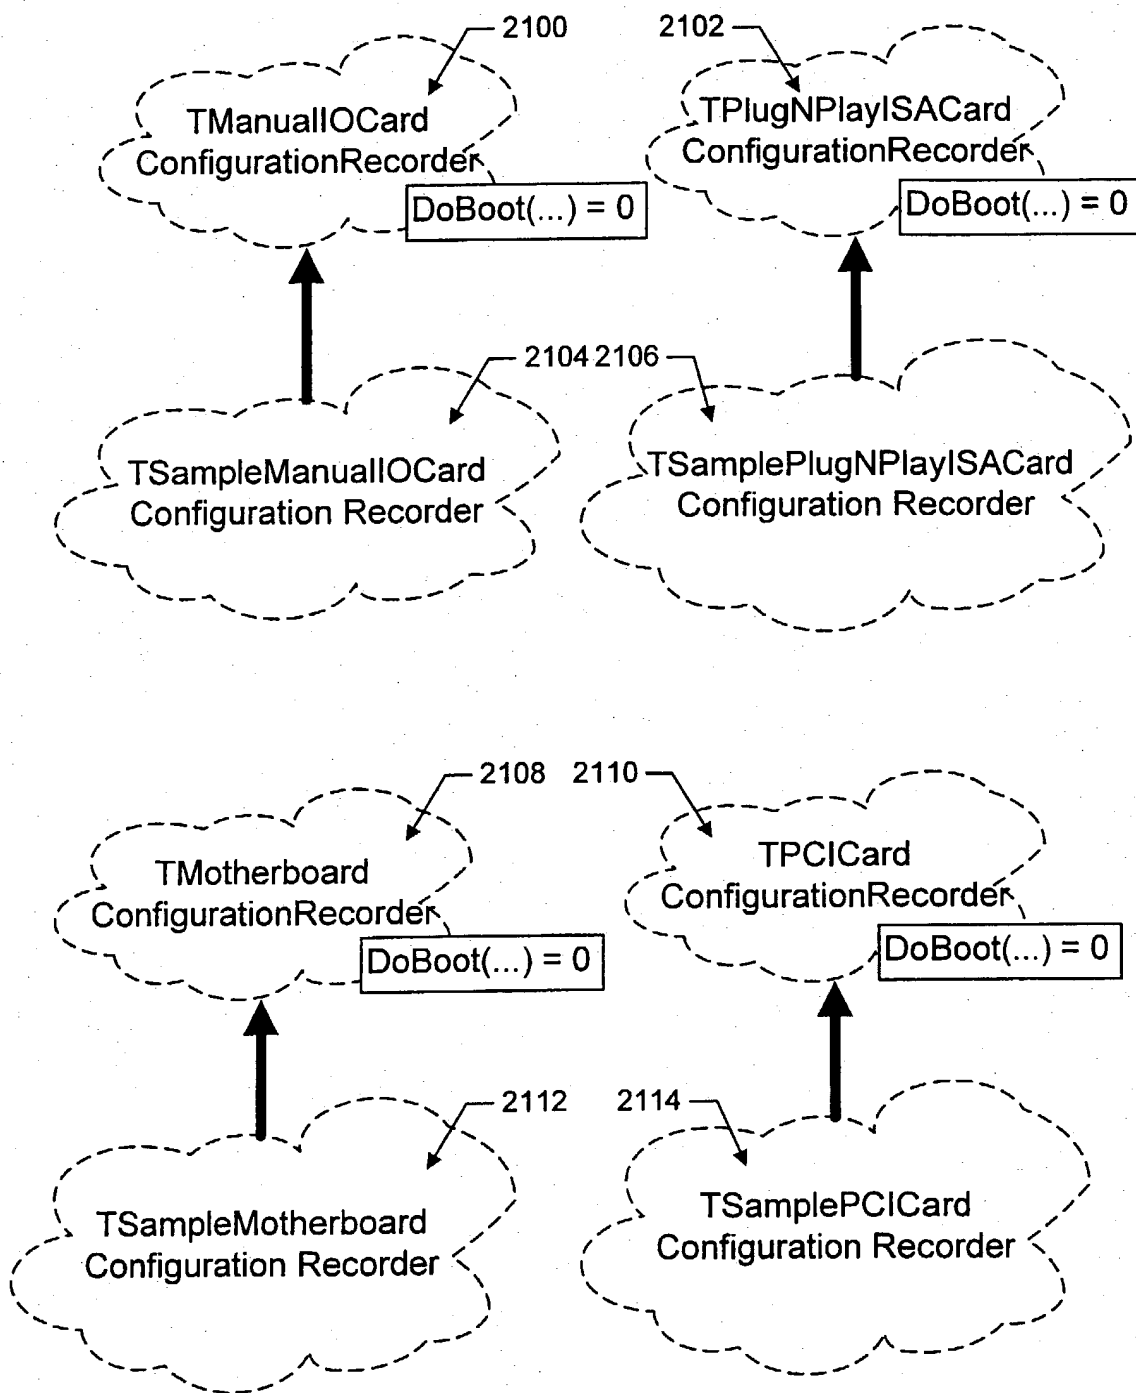 2100
2102
TManualIOCard
ConfigurationRecorder
DoBoot(...) = 0
TPlugNPlayISACard
ConfigurationRecorder
DoBoot(...) = 0
2104
2106
TSampleManualIOCard
Configuration Recorder
TSamplePlugNPlayISACard
Configuration Recorder
2108
2110
TMotherboard
ConfigurationRecorder
DoBoot(...) = 0
TPCICard
ConfigurationRecorder
DoBoot(...) = 0
2112
2114
TSampleMotherboard
Configuration Recorder
TSamplePCICard
Configuration Recorder